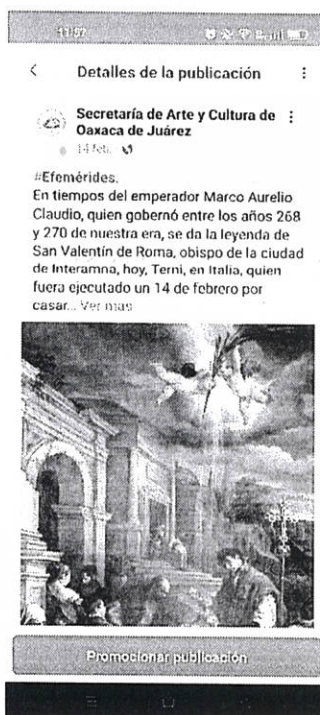 11:57
Detalles de la publicación
Secretaría de Arte y Cultura de
Oaxaca de Juárez
14 feb.
#Efemérides.
En tiempos del emperador Marco Aurelio
Claudio, quien gobernó entre los años 268
y 270 de nuestra era, se da la leyenda de
San Valentín de Roma, obispo de la ciudad
de Interamna, hoy, Terni, en Italia, quien
fuera ejecutado un 14 de febrero por
casar... Ver más
Promocionar publicación